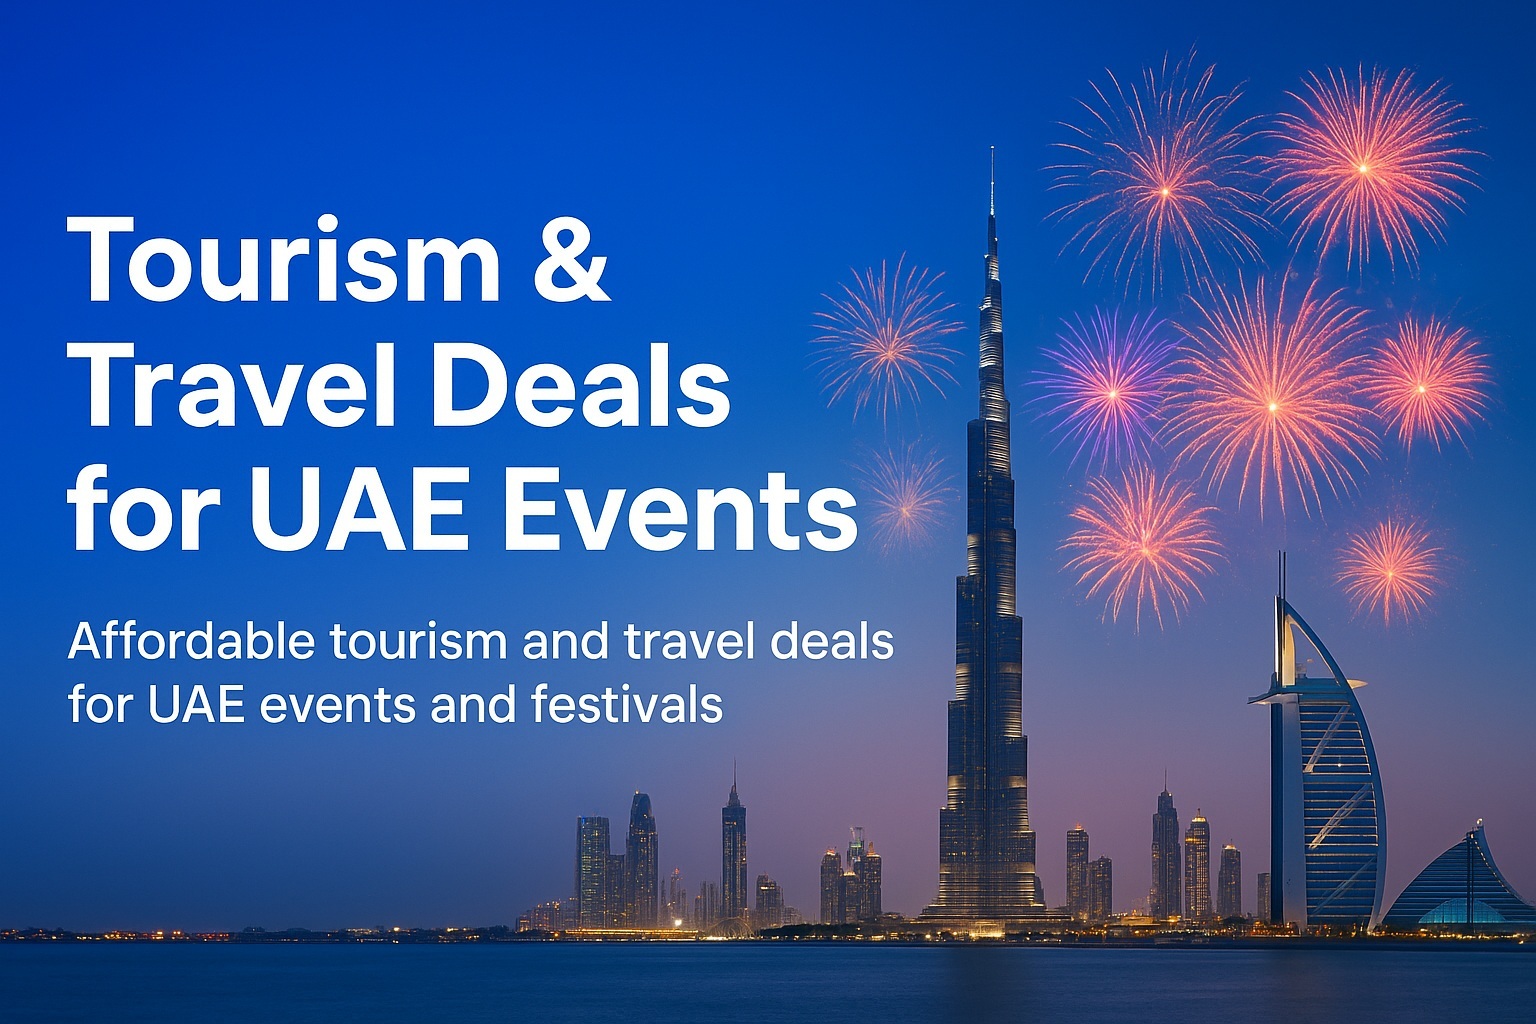 Tourism &
Travel Deals
for UAE Events
Affordable tourism and travel deals
for UAE events and festivals